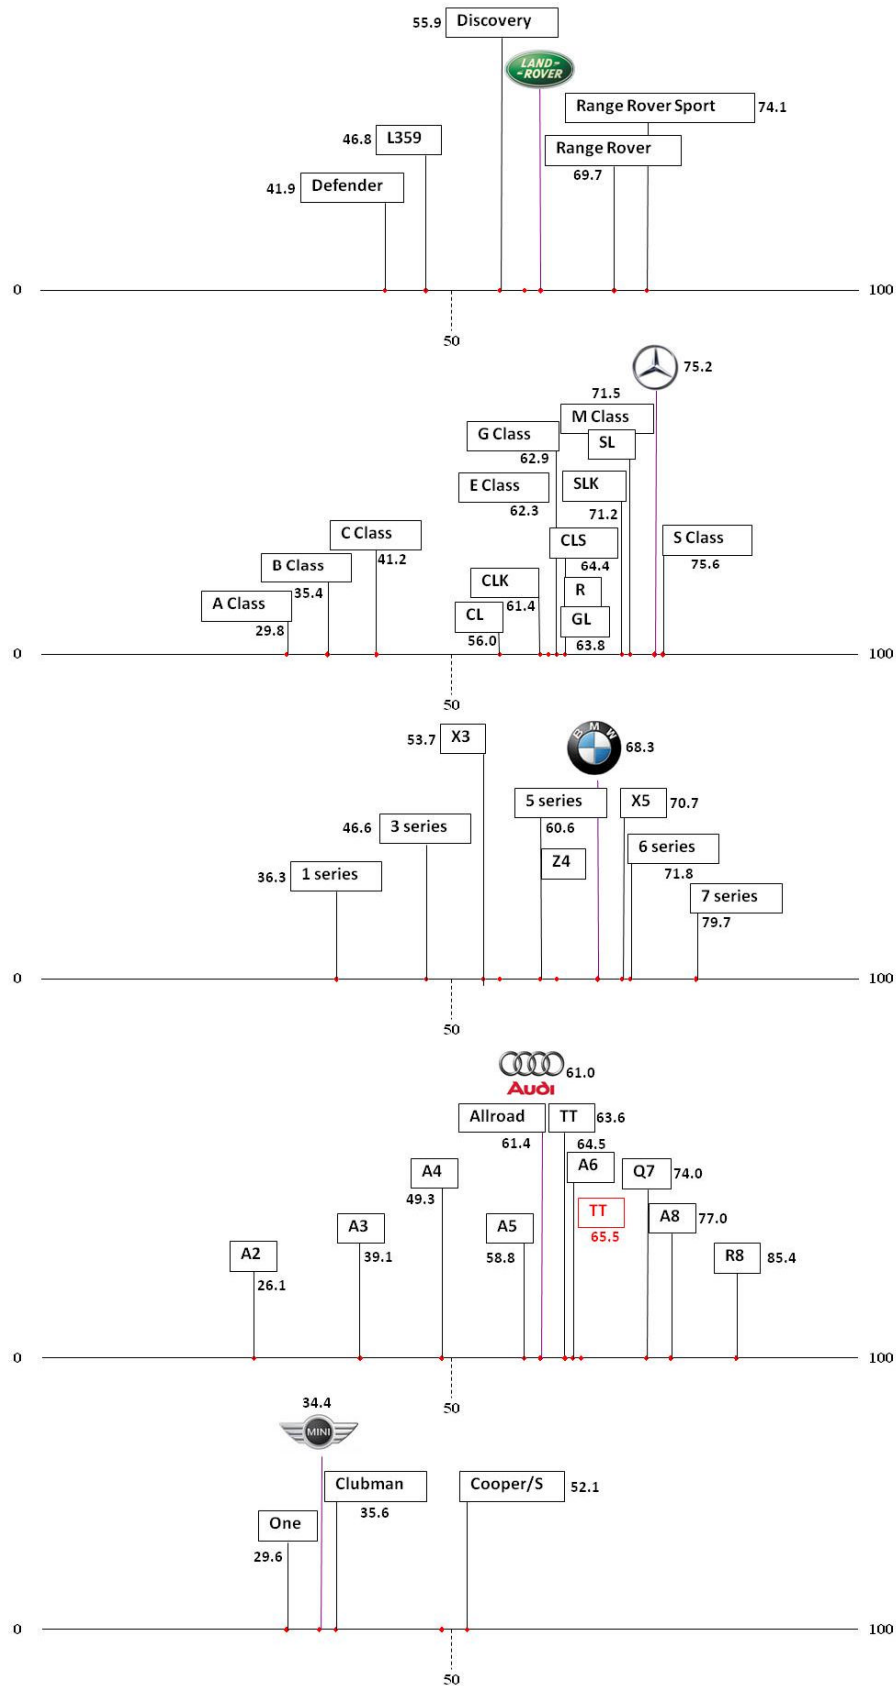 55.9 Discovery
LAND-
-ROVER
Range Rover Sport 74.1
46.8 L359
Range Rover
69.7
41.9 Defender
0 100
50
75.2
71.5
M Class
G Class
SL
62.9
E Class
SLK
62.3
71.2
C Class
41.2
CLS
64.4
S Class
75.6
B Class
35.4
CLK
61.4
R
A Class
29.8
CL
56.0
GL
63.8
0 100
50
53.7 X3
BMW
68.3
5 series
60.6
X5 70.7
46.6 3 series
6 series
71.8
Z4
36.3 1 series
7 series
79.7
0 100
50
61.0
Audi
Allroad
61.4
TT 63.6
64.5
A6
A4
49.3
Q7 74.0
TT
65.5
A8 77.0
A3
39.1
A5
58.8
A2
26.1
R8 85.4
0 100
50
34.4
MINI
Clubman
35.6
Cooper/S 52.1
One
29.6
0 100
50